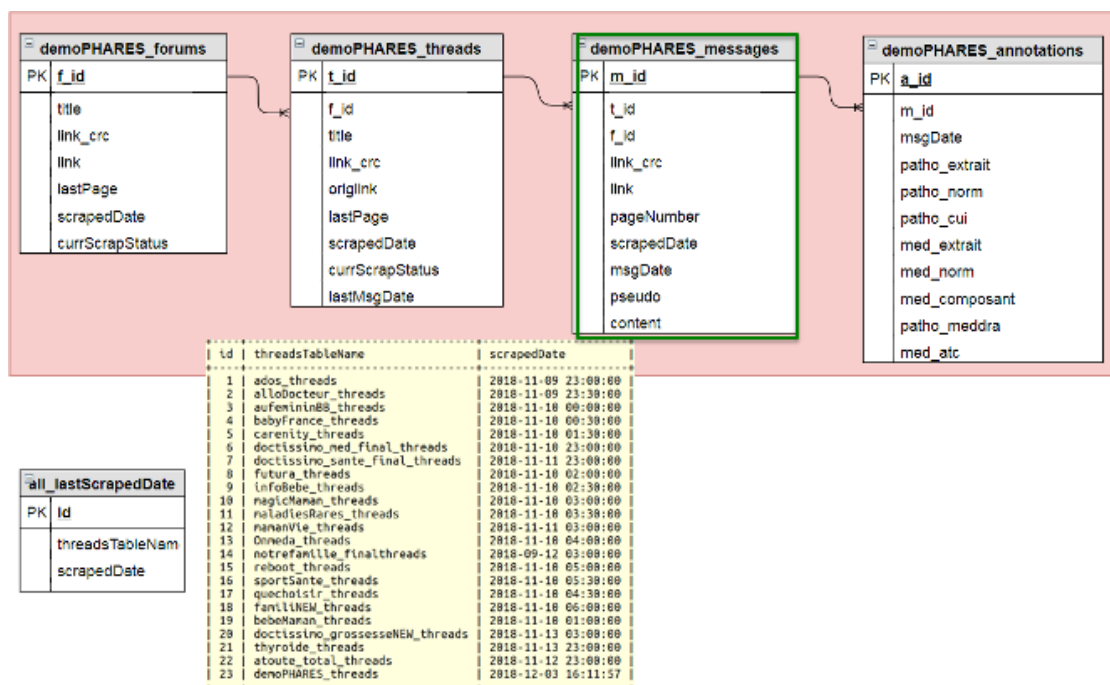 demoPHARES_forums
PK f_id
title
link_crc
link
lastPage
scrapedDate
currScrapStatus
demoPHARES_threads
PK t_id
f_id
title
link_crc
origlink
lastPage
scrapedDate
currScrapStatus
lastMsgDate
demoPHARES_messages
PK m_id
t_id
f_id
link_crc
link
pageNumber
scrapedDate
msgDate
pseudo
content
demoPHARES_annotations
PK a_id
m_id
msgDate
patho_extrait
patho_norm
patho_cui
med_extrait
med_norm
med_composant
patho_meddra
med_atc
| id | threadsTableName | scrapedDate |
| 1 | ados_threads | 2018-11-09 23:00:00 |
| 2 | alloDocteur_threads | 2018-11-09 23:30:00 |
| 3 | aufemininBB_threads | 2018-11-10 00:00:00 |
| 4 | babyFrance_threads | 2018-11-10 00:30:00 |
| 5 | carenity_threads | 2018-11-10 01:30:00 |
| 6 | doctissimo_med_final_threads | 2018-11-10 23:00:00 |
| 7 | doctissimo_sante_final_threads | 2018-11-11 23:00:00 |
| 8 | futura_threads | 2018-11-10 02:00:00 |
| 9 | infoBebe_threads | 2018-11-10 02:30:00 |
| 10 | magicMaman_threads | 2018-11-10 03:00:00 |
| 11 | maladiesRares_threads | 2018-11-10 03:30:00 |
| 12 | mamanVie_threads | 2018-11-11 03:00:00 |
| 13 | Onmeda_threads | 2018-11-10 04:00:00 |
| 14 | notrefamille_finalthreads | 2018-09-12 03:00:00 |
| 15 | reboot_threads | 2018-11-10 05:00:00 |
| 16 | sportSante_threads | 2018-11-10 05:30:00 |
| 17 | quechoisir_threads | 2018-11-10 04:30:00 |
| 18 | familiNEW_threads | 2018-11-10 06:00:00 |
| 19 | bebeMaman_threads | 2018-11-10 01:00:00 |
| 20 | doctissimo_grossesseNEW_threads | 2018-11-13 03:00:00 |
| 21 | thyroide_threads | 2018-11-13 23:00:00 |
| 22 | atoute_total_threads | 2018-11-12 23:00:00 |
| 23 | demoPHARES_threads | 2018-12-03 16:11:57 |
all_lastScrapedDate
PK id
threadsTableNam
scrapedDate